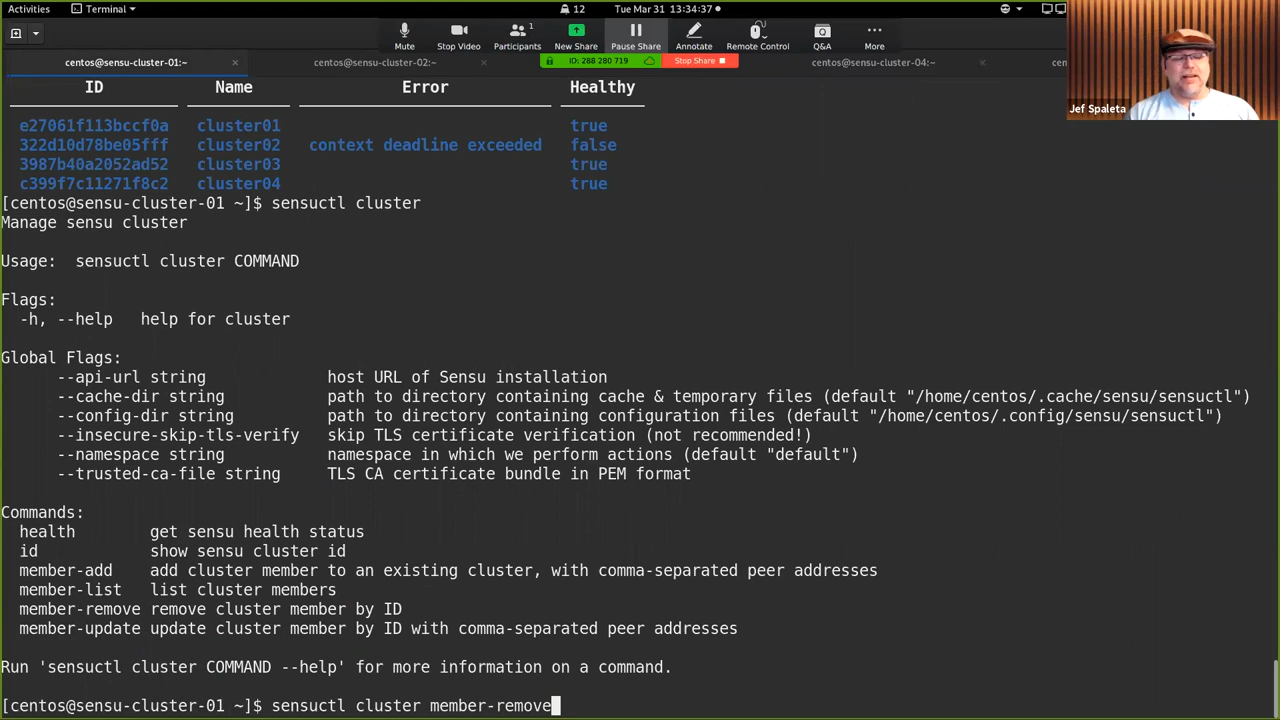 Activities
Terminal
12
Tue Mar 31 13:34:37
Mute
Stop Video
1
Participants
New Share
Pause Share
Annotate
Remote Control
Q&A
More
ID: 288 280 719
Stop Share
Jef Spaleta
centos@sensu-cluster-01:~
centos@sensu-cluster-02:~
centos@sensu-cluster-04:~
ID Name Error Healthy
e27061f113bccf0a cluster01 true
322d10d78be05fff cluster02 context deadline exceeded false
3987b40a2052ad52 cluster03 true
c399f7c11271f8c2 cluster04 true
[centos@sensu-cluster-01 ~]$ sensuctl cluster
Manage sensu cluster
Usage: sensuctl cluster COMMAND
Flags:
-h, --help help for cluster
Global Flags:
--api-url string host URL of Sensu installation
--cache-dir string path to directory containing cache & temporary files (default "/home/centos/.cache/sensu/sensuctl")
--config-dir string path to directory containing configuration files (default "/home/centos/.config/sensu/sensuctl")
--insecure-skip-tls-verify skip TLS certificate verification (not recommended!)
--namespace string namespace in which we perform actions (default "default")
--trusted-ca-file string TLS CA certificate bundle in PEM format
Commands:
health get sensu health status
id show sensu cluster id
member-add add cluster member to an existing cluster, with comma-separated peer addresses
member-list list cluster members
member-remove remove cluster member by ID
member-update update cluster member by ID with comma-separated peer addresses
Run 'sensuctl cluster COMMAND --help' for more information on a command.
[centos@sensu-cluster-01 ~]$ sensuctl cluster member-remove